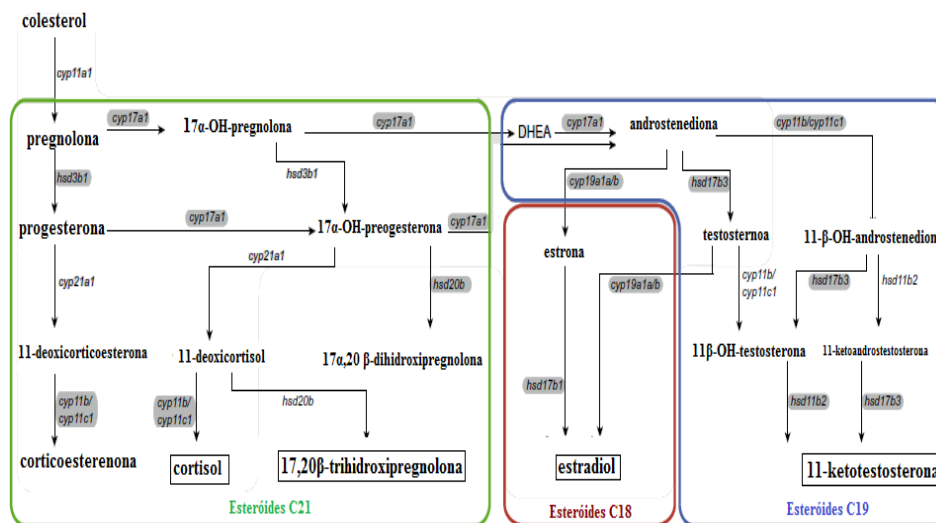 colesterol
cyp11a1
pregnolona
cyp17a1
17α-OH-pregnolona
cyp17a1
DHEA
cyp17a1
androstenediona
cyp11b/cyp11c1
hsd3b1
hsd3b1
cyp19a1a/b
hsd17b3
progesterona
cyp17a1
17α-OH-preogesterona
cyp17a1
estrona
testosternoa
11-β-OH-androstenedion
cyp21a1
cyp21a1
hsd20b
cyp19a1a/b
cyp11b/
cyp11c1
hsd17b3
hsd11b2
11-deoxicorticoesterona
11-deoxicortisol
17α,20 β-dihidroxipregnolona
11β-OH-testosterona
11-ketoandrostestosterona
cyp11b/
cyp11c1
cyp11b/
cyp11c1
hsd20b
hsd17b1
hsd11b2
hsd17b3
corticoesterenona
cortisol
17,20β-trihidroxipregnolona
estradiol
11-ketotestosterona
Esteróides C21
Esteróides C18
Esteróides C19